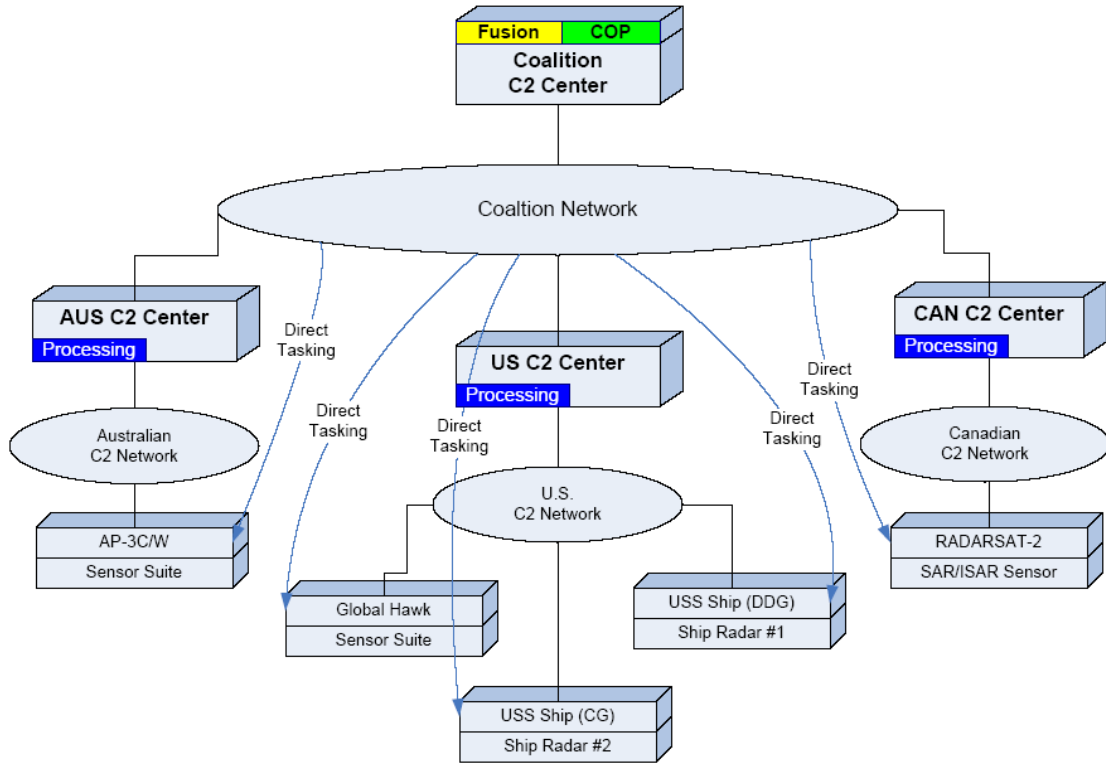 Fusion
COP
Coalition
C2 Center
Coaltion Network
AUS C2 Center
Processing
US C2 Center
Processing
CAN C2 Center
Processing
Direct
Tasking
Direct
Tasking
Direct
Tasking
Direct
Tasking
Direct
Tasking
Australian
C2 Network
U.S.
C2 Network
Canadian
C2 Network
AP-3C/W
Sensor Suite
Global Hawk
Sensor Suite
USS Ship (CG)
Ship Radar #2
USS Ship (DDG)
Ship Radar #1
RADARSAT-2
SAR/ISAR Sensor